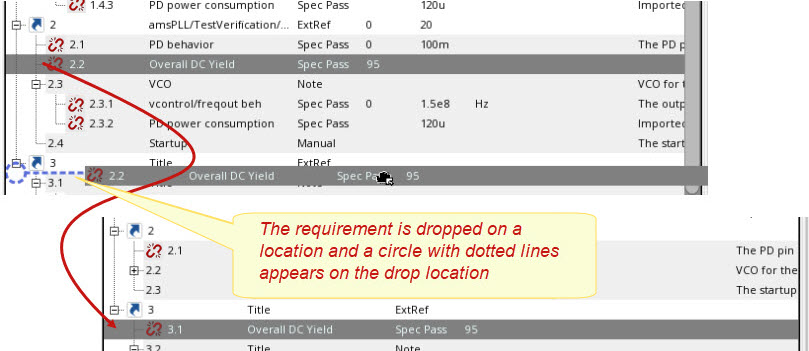 1.4.3 PD power consumption Spec Pass 120u Importec
2 amsPLL/TestVerification/... ExtRef 0 20
2.1 PD behavior Spec Pass 0 100m The PD p
2.2 Overall DC Yield Spec Pass 95
2.3 VCO Note VCO for t
2.3.1 vcontrol/freqout beh Spec Pass 0 1.5e8 Hz The outp
2.3.2 PD power consumption Spec Pass 120u Importec
2.4 Startup Manual The start
3 Title ExtRef
2.2 Overall DC Yield Spec Pa 95
3.1
The requirement is dropped on a
location and a circle with dotted lines
appears on the drop location
2
2.1 The PD pin
2.2 VCO for the
2.3 The startup
3 Title ExtRef
3.1 Overall DC Yield Spec Pass 95
3.2 Title Note